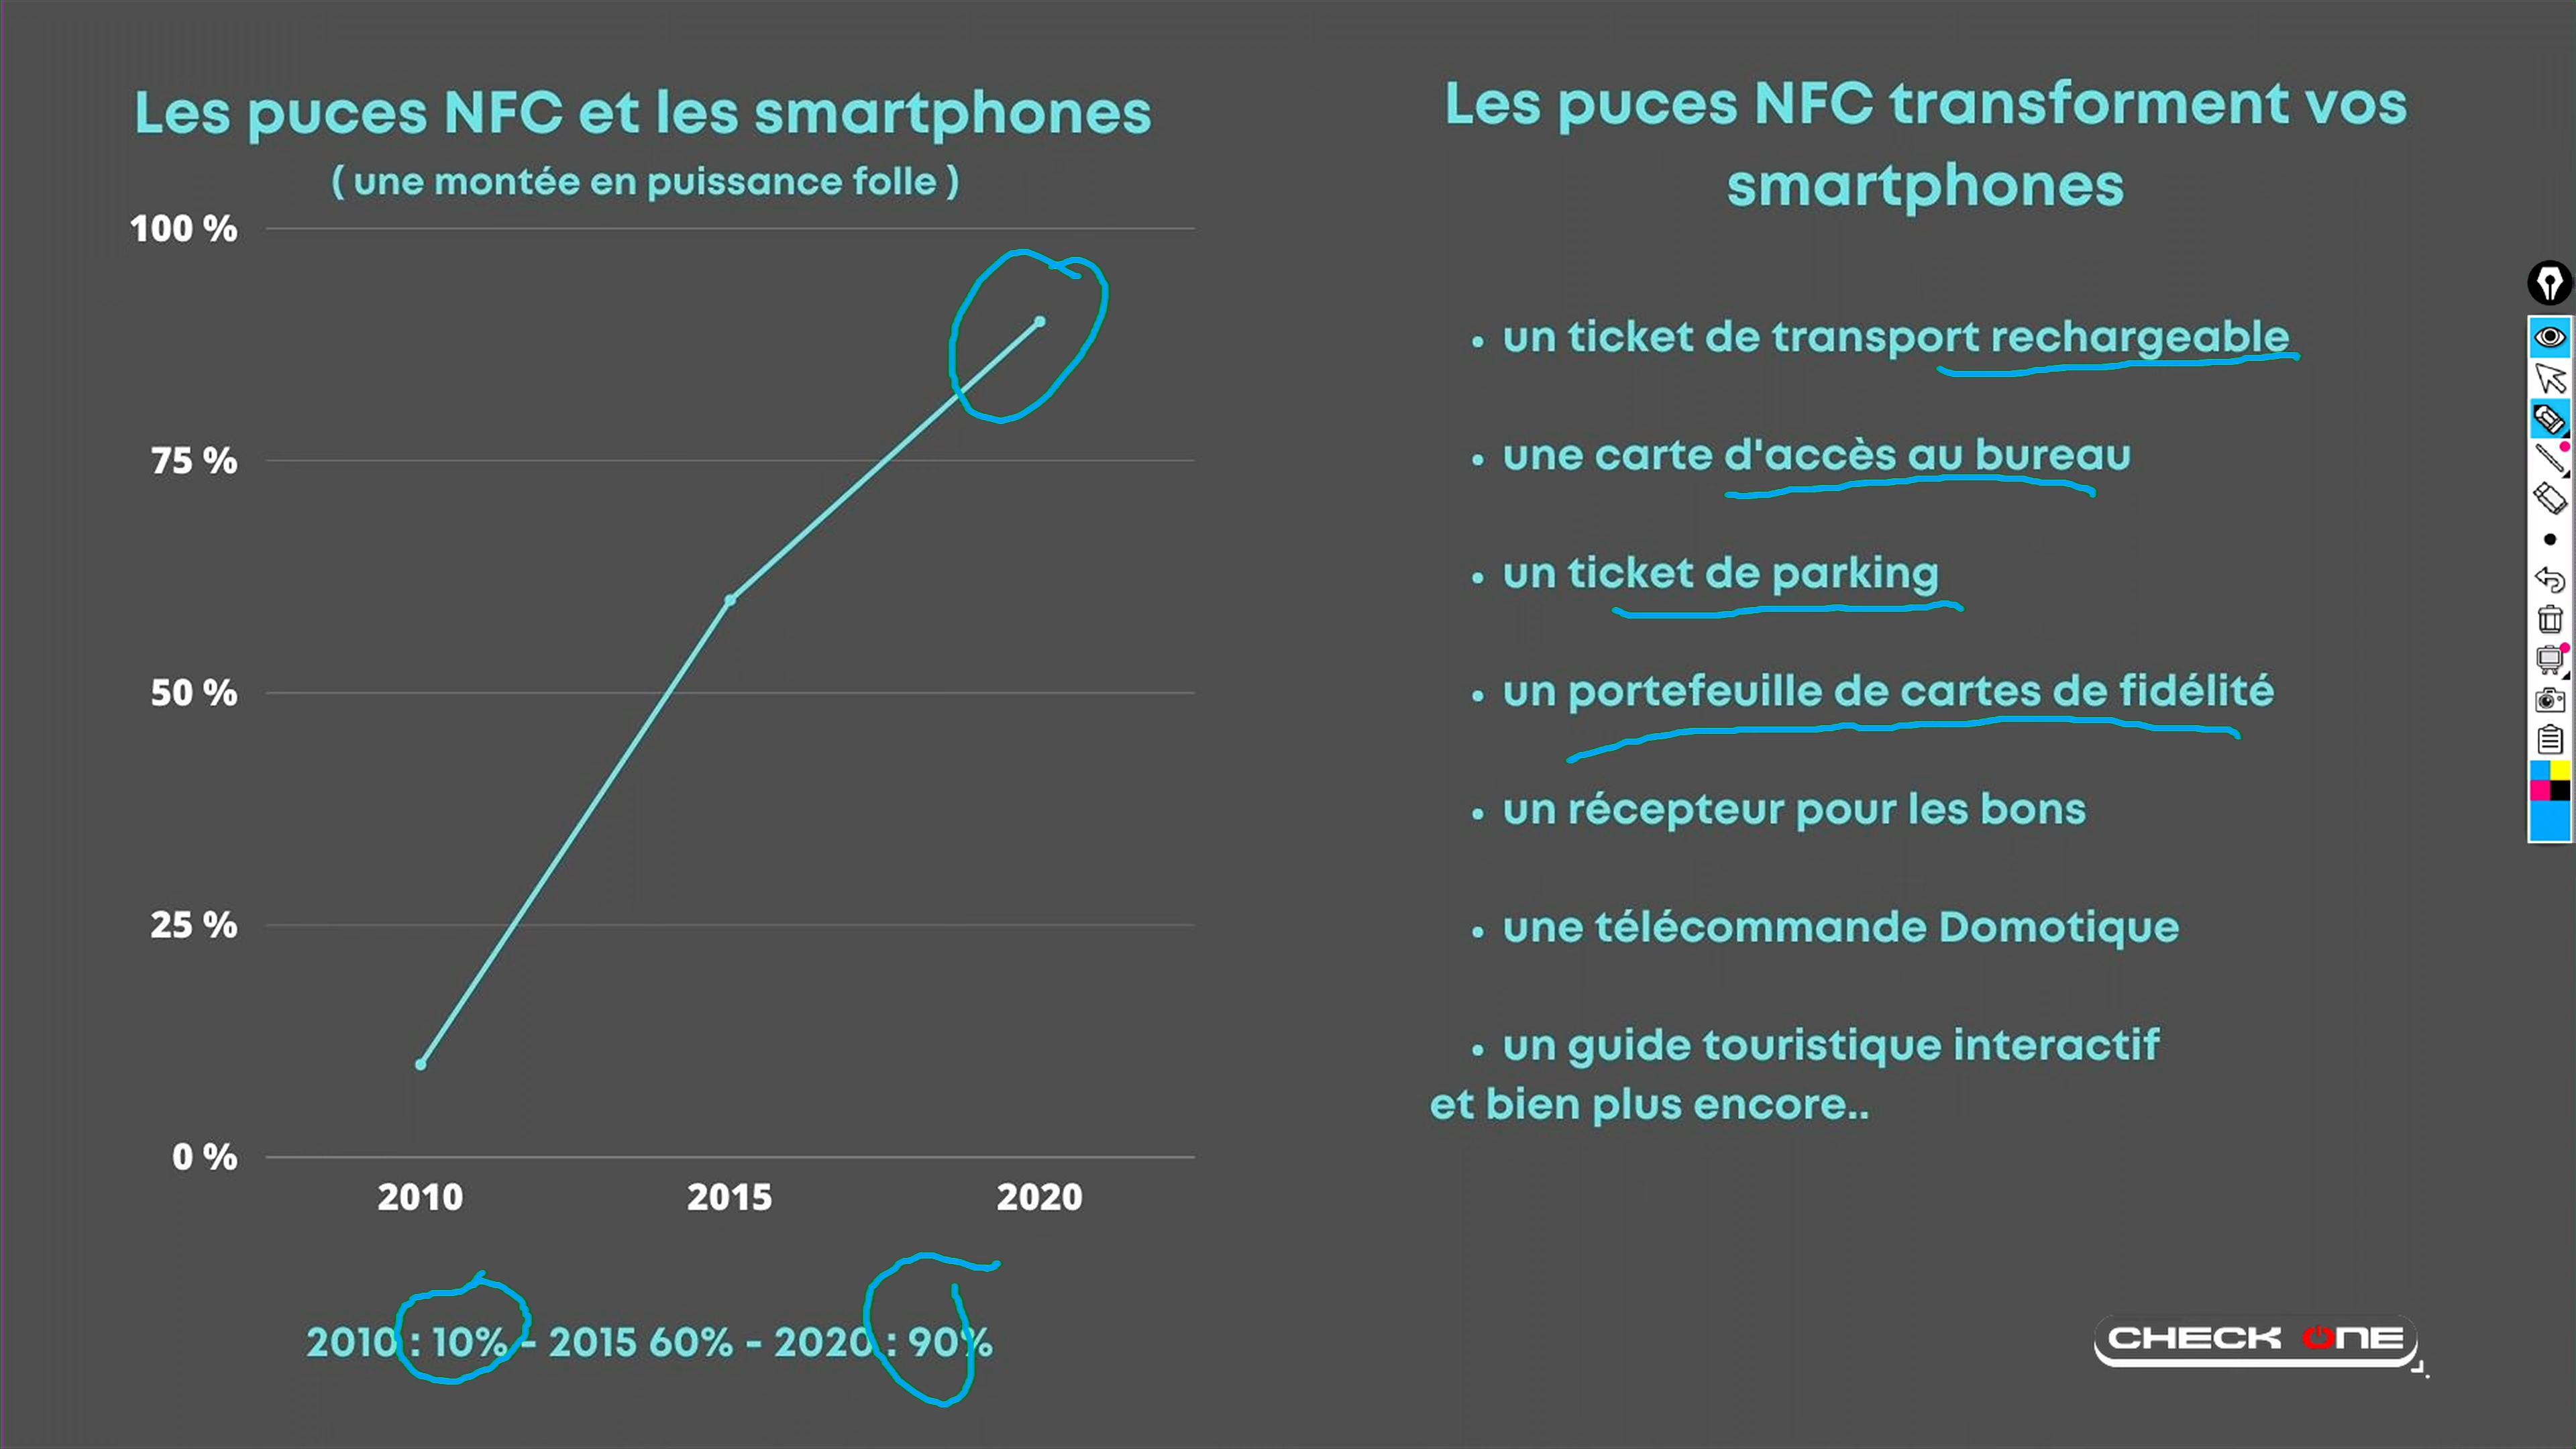 Les puces NFC et les smartphones
( une montée en puissance folle )
100 %
75 %
50 %
25 %
0 %
2010
2015
2020
2010 : 10% - 2015 60% - 2020 : 90%
Les puces NFC transforment vos
smartphones
• un ticket de transport rechargeable
• une carte d'accès au bureau
• un ticket de parking
• un portefeuille de cartes de fidélité
• un récepteur pour les bons
• une télécommande Domotique
• un guide touristique interactif
et bien plus encore..
CHECK ONE